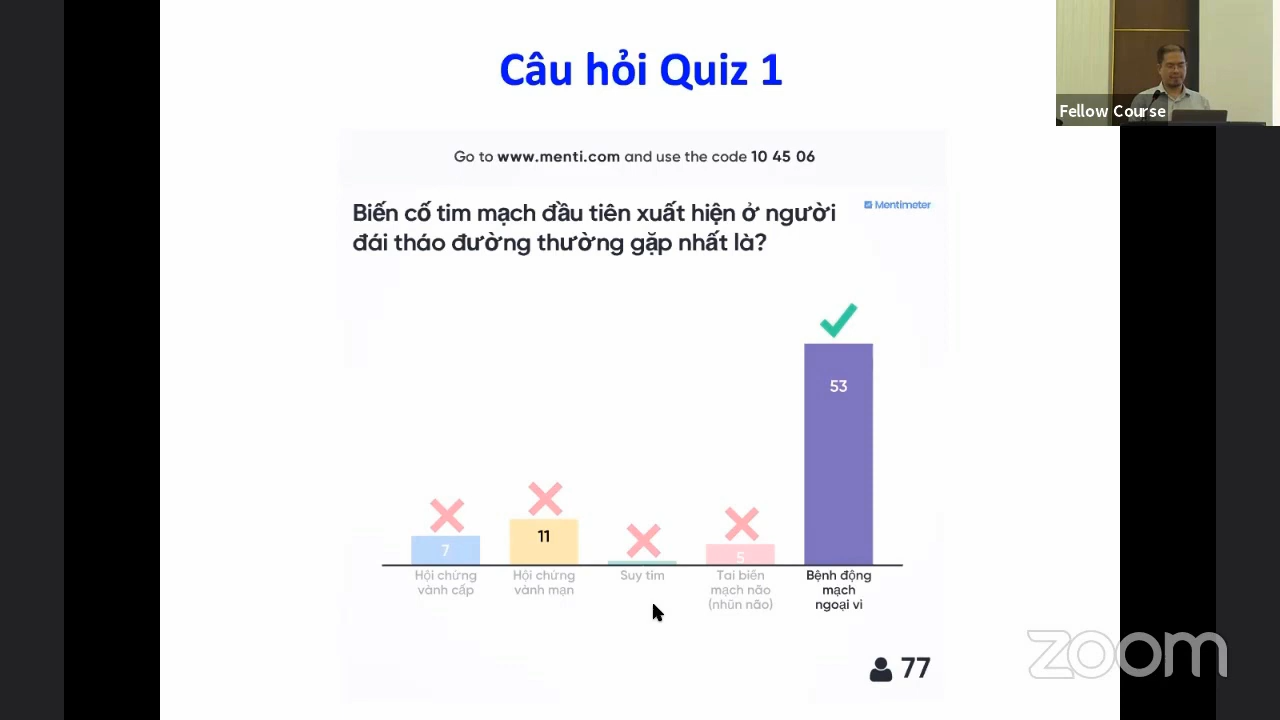 Câu hỏi Quiz 1
Fellow Course
Go to www.menti.com and use the code 10 45 06
Biến cố tim mạch đầu tiên xuất hiện ở người
đái tháo đường thường gặp nhất là?
Mentimeter
53
11
7
5
Hội chứng
vành cấp
Hội chứng
vành mạn
Suy tim
Tai biến
mạch não
(nhũn não)
Bệnh động
mạch
ngoại vi
77
zoom